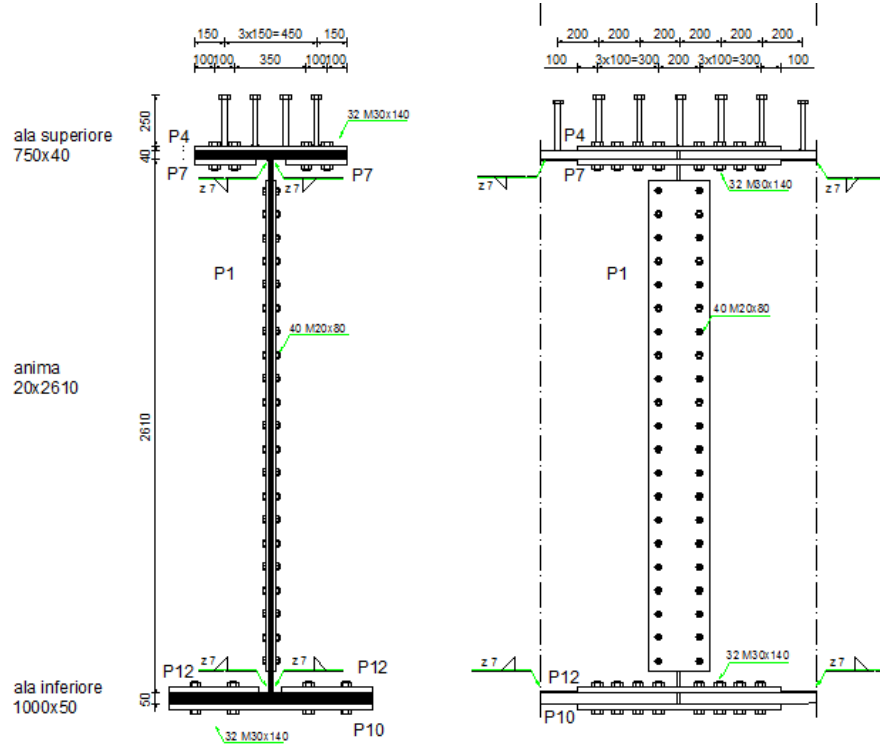 150 3x150=450 150
100 100 350 100 100
250
40
2610
50
ala superiore
750x40
P4
P7
P7
32 M30x140
z 7
z 7
P1
40 M20x80
anima
20x2610
z 7
z 7
P12
P12
ala inferiore
1000x50
P10
32 M30x140
200 200 200 200 200 200
100 3x100=300 200 3x100=300 100
P4
P7
32 M30x140
z 7
z 7
P1
40 M20x80
32 M30x140
z 7
z 7
P12
P10